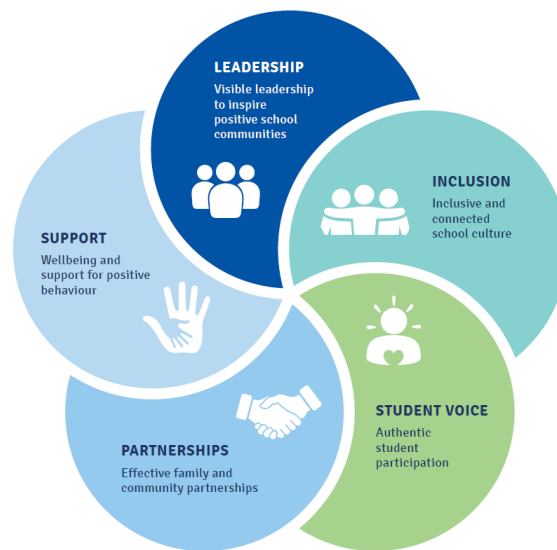 LEADERSHIP
Visible leadership
to inspire
positive school
communities
INCLUSION
Inclusive and
connected
school culture
STUDENT VOICE
Authentic
student
participation
PARTNERSHIPS
Effective family and
community partnerships
SUPPORT
Wellbeing and
support for positive
behaviour